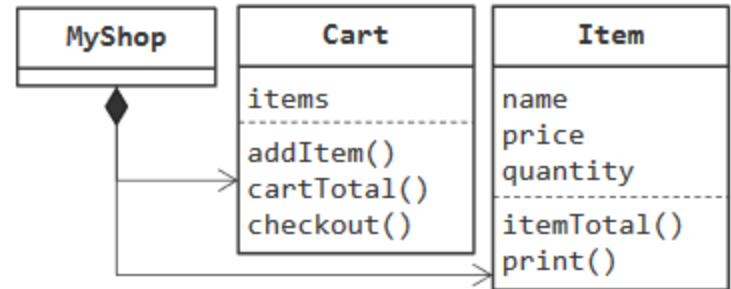 MyShop
Cart
items
addItem()
cartTotal()
checkout()
Item
name
price
quantity
itemTotal()
print()